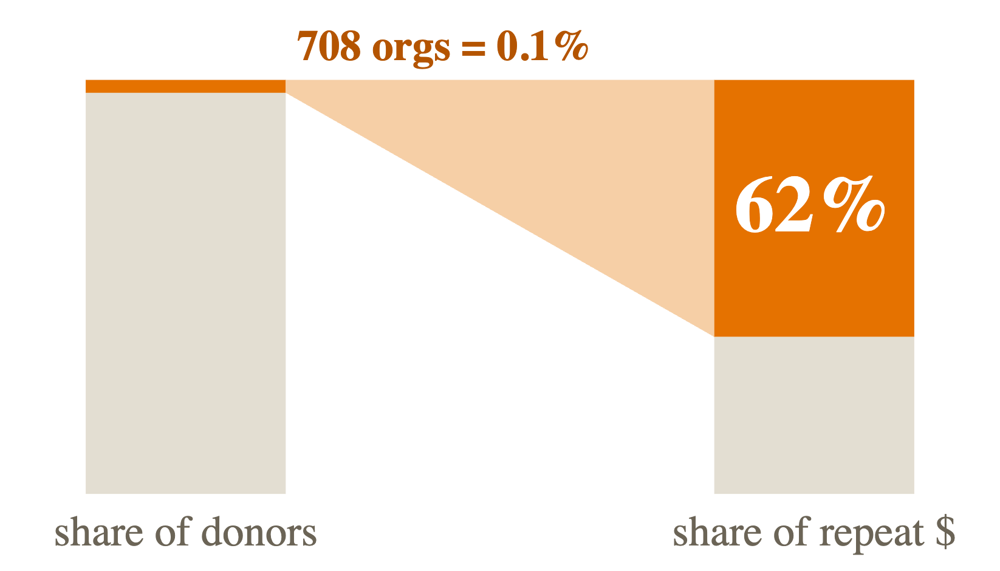 708 orgs = 0.1%
62%
share of donors
share of repeat $